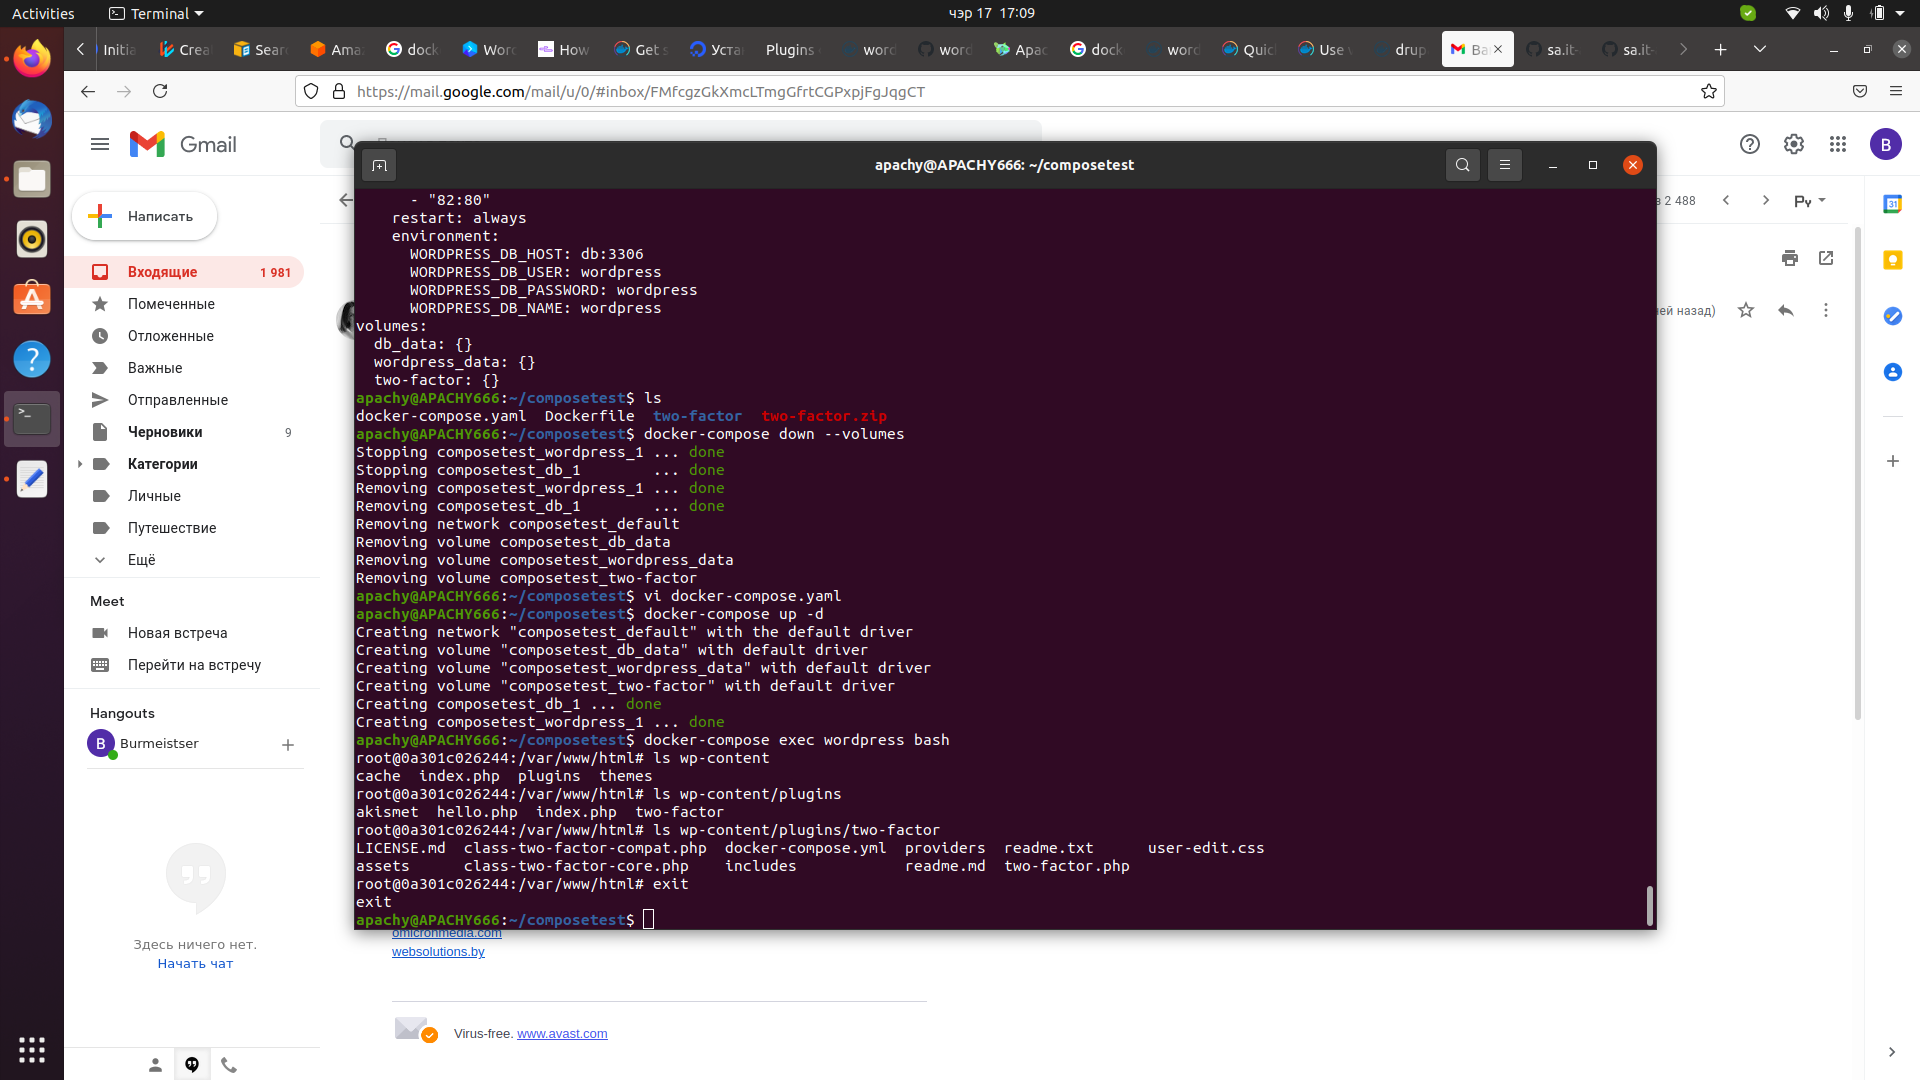 Activities
Terminal
чэр 17 17:09
Initia
Crea
Sear
Ama
dock
Word
How
Get s
Уста
Plugins
word
word
Apac
dock
word
Quic
Use v
drup
Ba
sa.it-
sa.it-
https://mail.google.com/mail/u/0/#inbox/FMfcgzGkXmcLTmgGfrtCGPxpjFgJqgCT
Gmail
B
Написать
Входящие 1 981
Помеченные
Отложенные
Важные
Отправленные
Черновики 9
Категории
Личные
Путешествие
Ещё
Meet
Новая встреча
Перейти на встречу
Hangouts
B Burmeistser
Здесь ничего нет.
Начать чат
2 488
Ру
ней назад)
31
apachy@APACHY666: ~/composetest
- "82:80"
restart: always
environment:
WORDPRESS_DB_HOST: db:3306
WORDPRESS_DB_USER: wordpress
WORDPRESS_DB_PASSWORD: wordpress
WORDPRESS_DB_NAME: wordpress
volumes:
db_data: {}
wordpress_data: {}
two-factor: {}
apachy@APACHY666:~/composetest$ ls
docker-compose.yaml Dockerfile two-factor two-factor.zip
apachy@APACHY666:~/composetest$ docker-compose down --volumes
Stopping composetest_wordpress_1 ... done
Stopping composetest_db_1 ... done
Removing composetest_wordpress_1 ... done
Removing composetest_db_1 ... done
Removing network composetest_default
Removing volume composetest_db_data
Removing volume composetest_wordpress_data
Removing volume composetest_two-factor
apachy@APACHY666:~/composetest$ vi docker-compose.yaml
apachy@APACHY666:~/composetest$ docker-compose up -d
Creating network "composetest_default" with the default driver
Creating volume "composetest_db_data" with default driver
Creating volume "composetest_wordpress_data" with default driver
Creating volume "composetest_two-factor" with default driver
Creating composetest_db_1 ... done
Creating composetest_wordpress_1 ... done
apachy@APACHY666:~/composetest$ docker-compose exec wordpress bash
root@0a301c026244:/var/www/html# ls wp-content
cache index.php plugins themes
root@0a301c026244:/var/www/html# ls wp-content/plugins
akismet hello.php index.php two-factor
root@0a301c026244:/var/www/html# ls wp-content/plugins/two-factor
LICENSE.md class-two-factor-compat.php docker-compose.yml providers readme.txt user-edit.css
assets class-two-factor-core.php includes readme.md two-factor.php
root@0a301c026244:/var/www/html# exit
exit
apachy@APACHY666:~/composetest$
omicronmedia.com
websolutions.by
Virus-free. www.avast.com